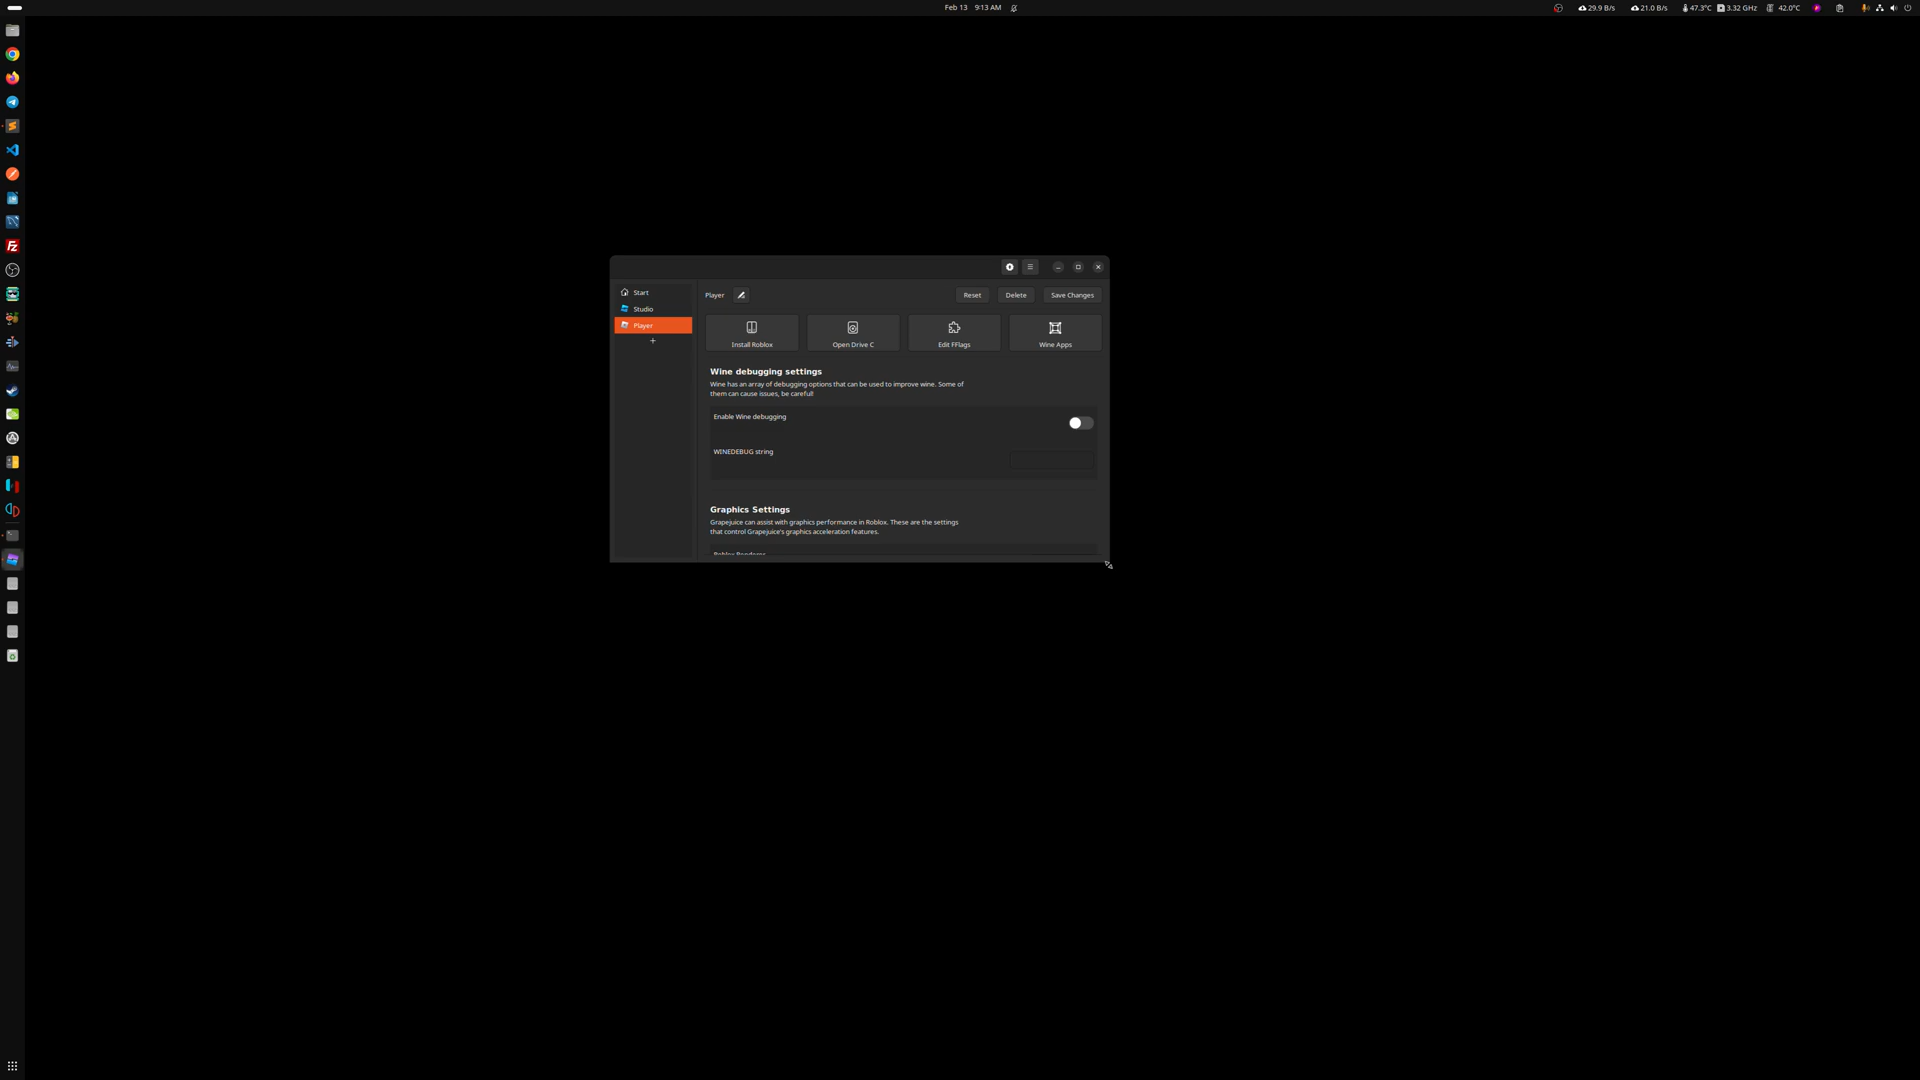 Feb 13 9:13 AM
29.9 B/s
21.0 B/s
47.3°C
3.32 GHz
42.0°C
Start
Studio
Player
+
Player
Reset
Delete
Save Changes
Install Roblox
Open Drive C
Edit FFlags
Wine Apps
Wine debugging settings
Wine has an array of debugging options that can be used to improve wine. Some of
them can cause issues, be careful!
Enable Wine debugging
WINEDEBUG string
Graphics Settings
Grapejuice can assist with graphics performance in Roblox. These are the settings
that control Grapejuice's graphics acceleration features.
Roblox Renderer